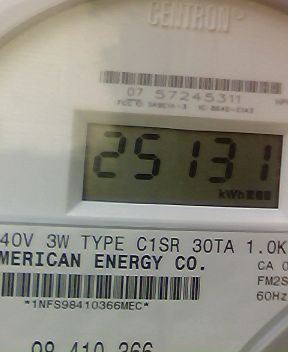 CENTRON®
07 57245311
25131
kWh
40V 3W TYPE C1SR 30TA 1.0K
MERICAN ENERGY CO.
CA 0
FM2S
60Hz
*1NFS98410366MEC*
98 410 366